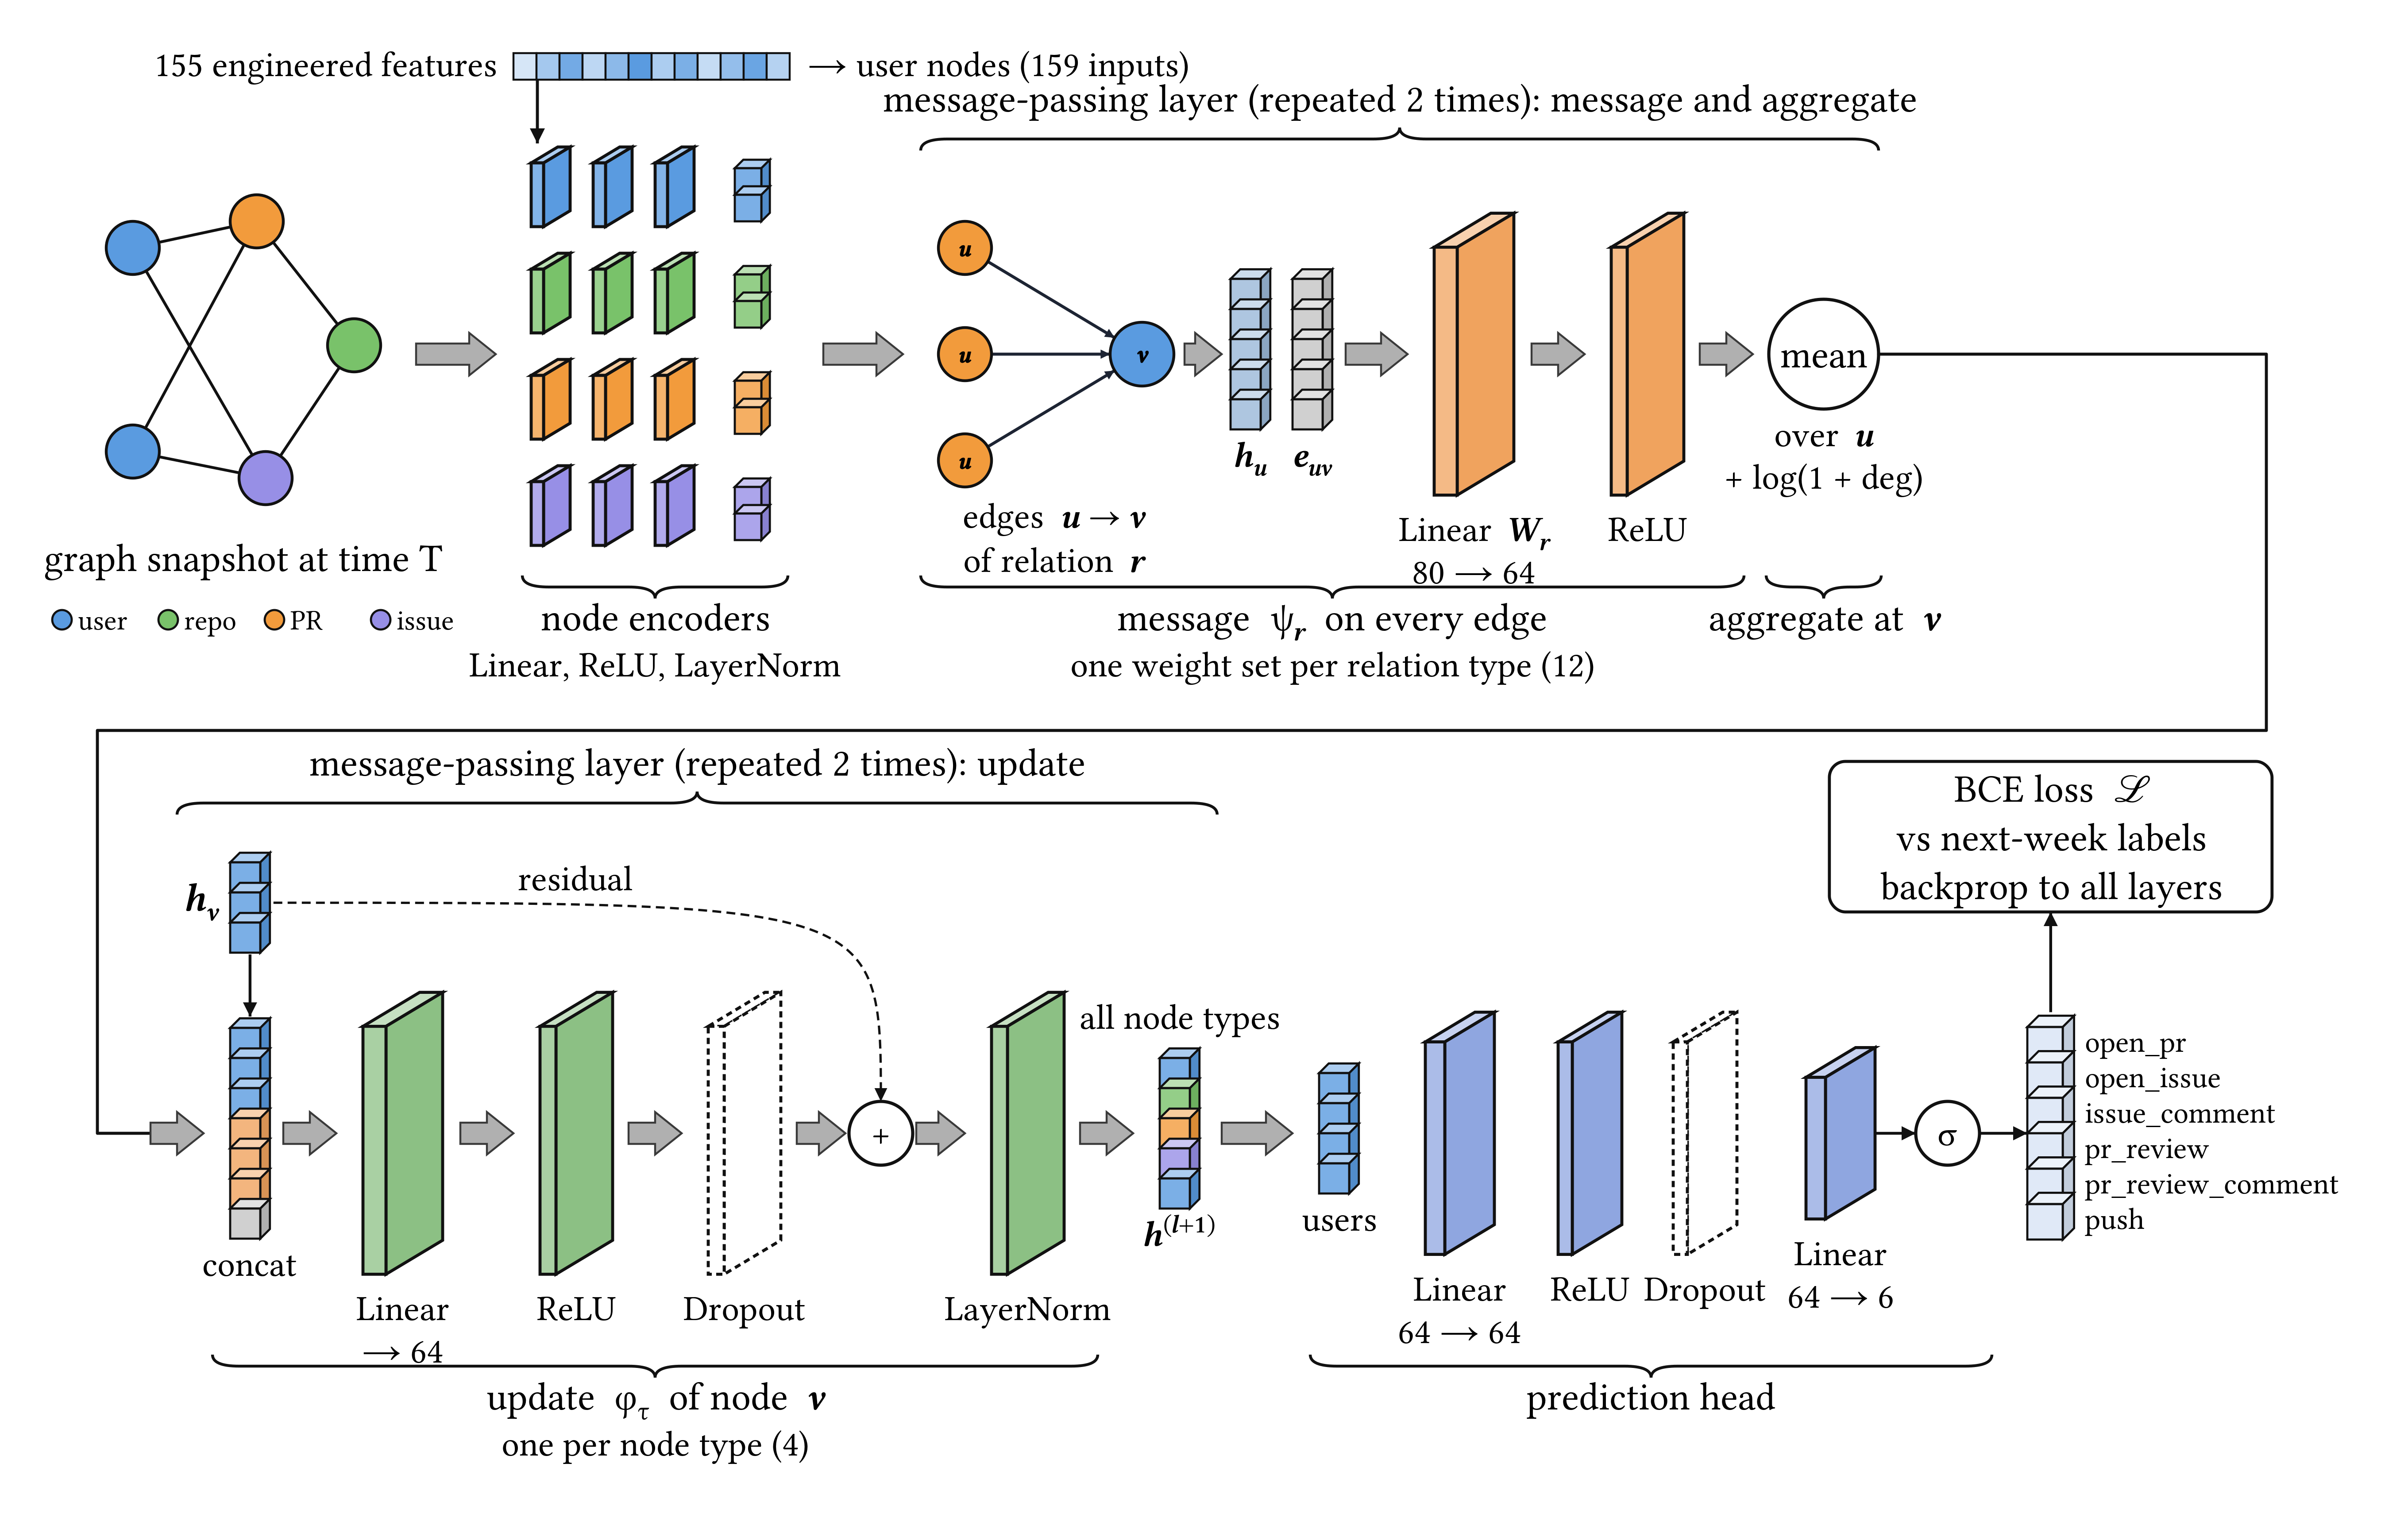 155 engineered features → user nodes (159 inputs)
message-passing layer (repeated 2 times): message and aggregate
u
u
u
v
h_u e_uv
mean
over u
+ log(1 + deg)
edges u → v
of relation r
Linear W_r
80 → 64
ReLU
graph snapshot at time T
user repo PR issue
node encoders
Linear, ReLU, LayerNorm
message ψ_r on every edge
one weight set per relation type (12)
aggregate at v
message-passing layer (repeated 2 times): update
BCE loss ℒ
vs next-week labels
backprop to all layers
h_v
residual
all node types
+
σ
open_pr
open_issue
issue_comment
pr_review
pr_review_comment
push
concat
Linear
→ 64
ReLU
Dropout
LayerNorm
h^(l+1)
users
Linear
64 → 64
ReLU
Dropout
Linear
64 → 6
update φ_τ of node v
one per node type (4)
prediction head